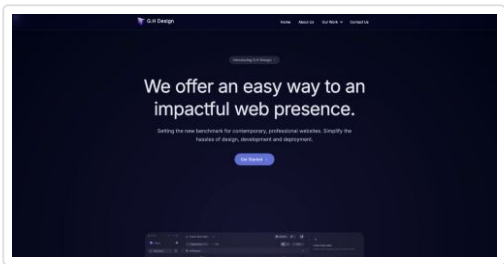 G.H Design
Home About Us Our Work Contact Us
Introducing G.H Design
We offer an easy way to an
impactful web presence.
Setting the new benchmark for contemporary, professional websites. Simplify the
hassles of design, development and deployment.
Get Started